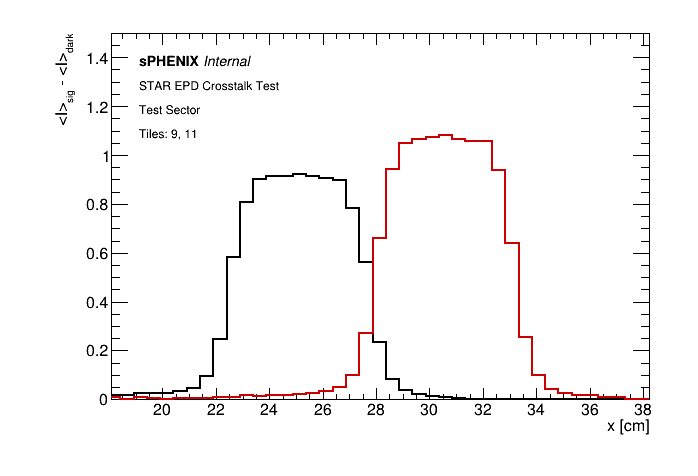 <I>sig - <I>dark
sPHENIX Internal
STAR EPD Crosstalk Test
Test Sector
Tiles: 9, 11
1.4
1.2
1
0.8
0.6
0.4
0.2
0
20 22 24 26 28 30 32 34 36 38
x [cm]